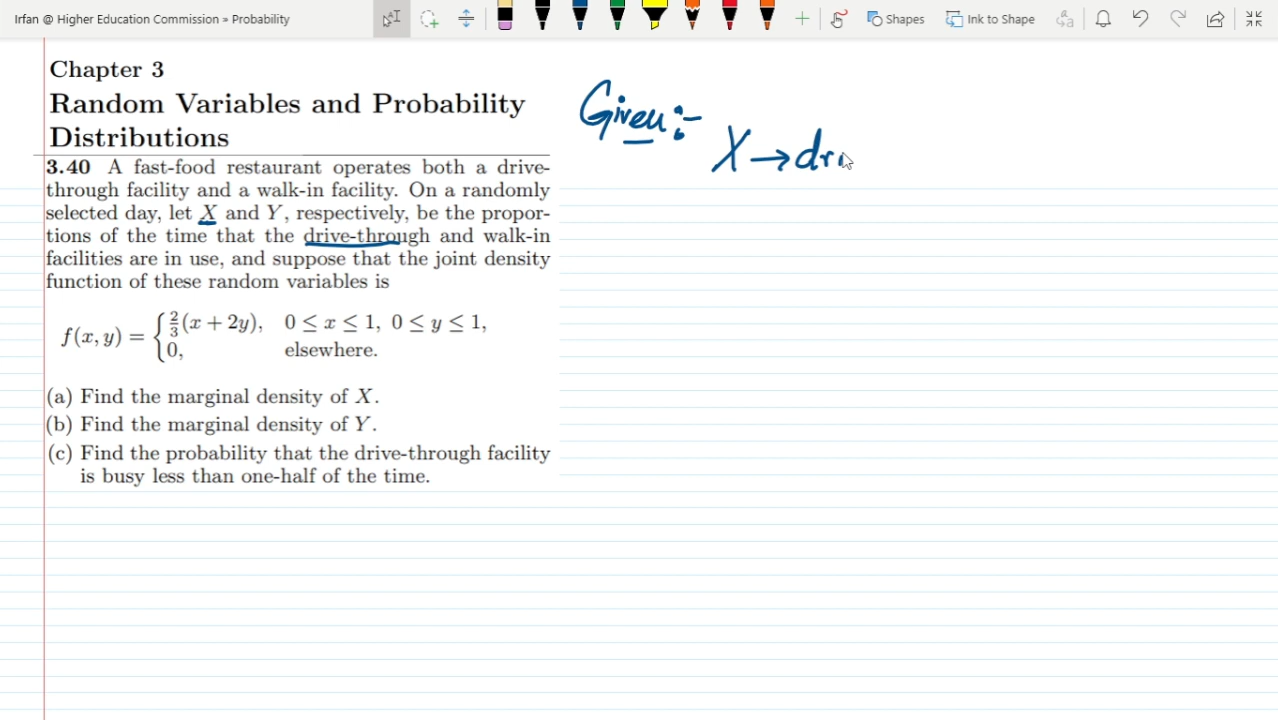 Irfan @ Higher Education Commission » Probability
Shapes
Ink to Shape
Chapter 3
Random Variables and Probability
Distributions
3.40 A fast-food restaurant operates both a drive-
through facility and a walk-in facility. On a randomly
selected day, let X and Y, respectively, be the propor-
tions of the time that the drive-through and walk-in
facilities are in use, and suppose that the joint density
function of these random variables is
f(x, y) = { 2/3 (x + 2y), 0 ≤ x ≤ 1, 0 ≤ y ≤ 1,
0, elsewhere.
(a) Find the marginal density of X.
(b) Find the marginal density of Y.
(c) Find the probability that the drive-through facility
is busy less than one-half of the time.
Given :-
X → dri